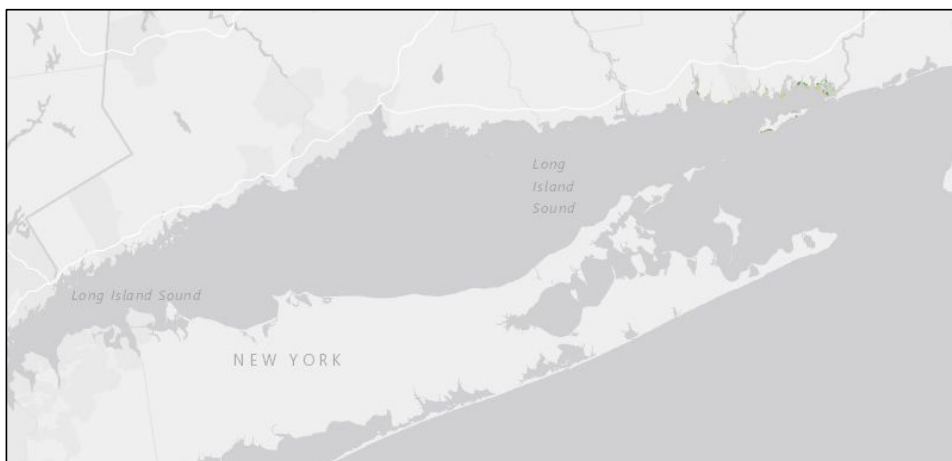 Long
Island
Sound
Long Island Sound
NEW YORK